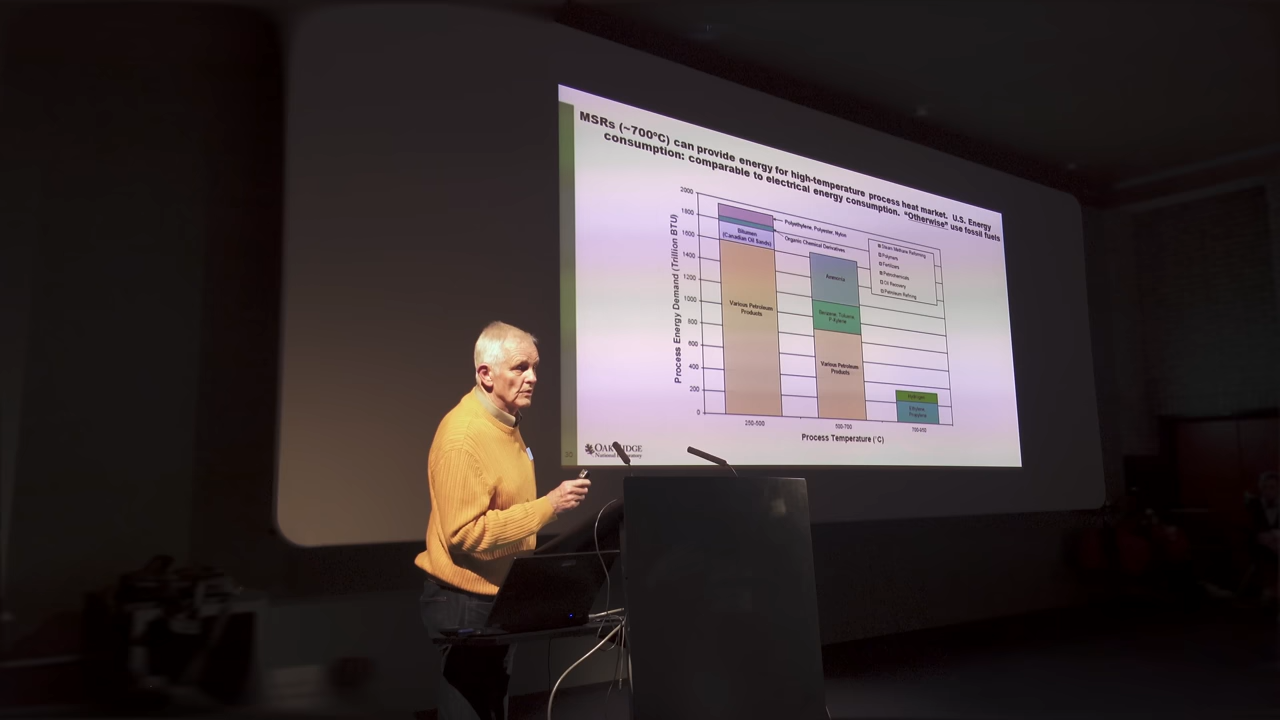 MSRs (~700ºC) can provide energy for high-temperature process heat market. U.S. Energy
consumption: comparable to electrical energy consumption. “Otherwise” use fossil fuels
Process Energy Demand (Trillion BTU)
2000
1800
1600
1400
1200
1000
800
600
400
200
0
Bitumen
(Canadian Oil Sands)
Various Petroleum
Products
Polyethylene, Polyester, Nylon
Organic Chemical Derivatives
Ammonia
Benzene, Toluene,
P-Xylene
Various Petroleum
Products
Hydrogen
Ethylene
Propylene
Steam Methane Reforming
Polymers
Fertilizers
Petrochemicals
Oil Recovery
Petroleum Refining
250-500
500-700
Process Temperature (°C)
30
OAK RIDGE
National Laboratory